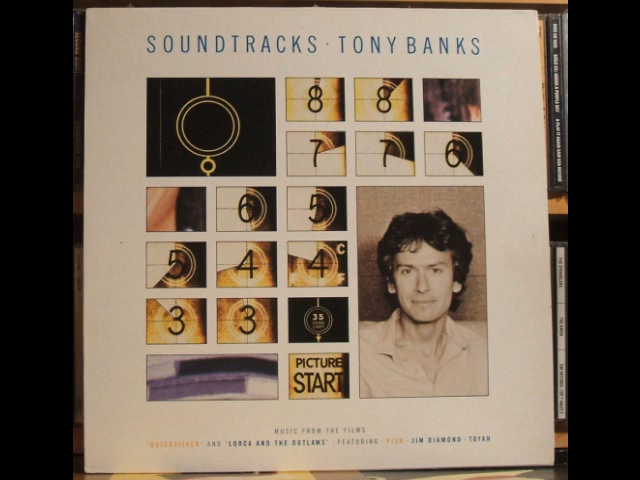 SOUNDTRACKS · TONY BANKS
8 8
7 7 6
6 5
5 4 4 C
F
3 3 35
PICTURE
START
MUSIC FROM THE FILMS
"QUICKSILVER" AND "LORCA AND THE OUTLAWS" · FEATURING · FISH · JIM DIAMOND · TOYAH